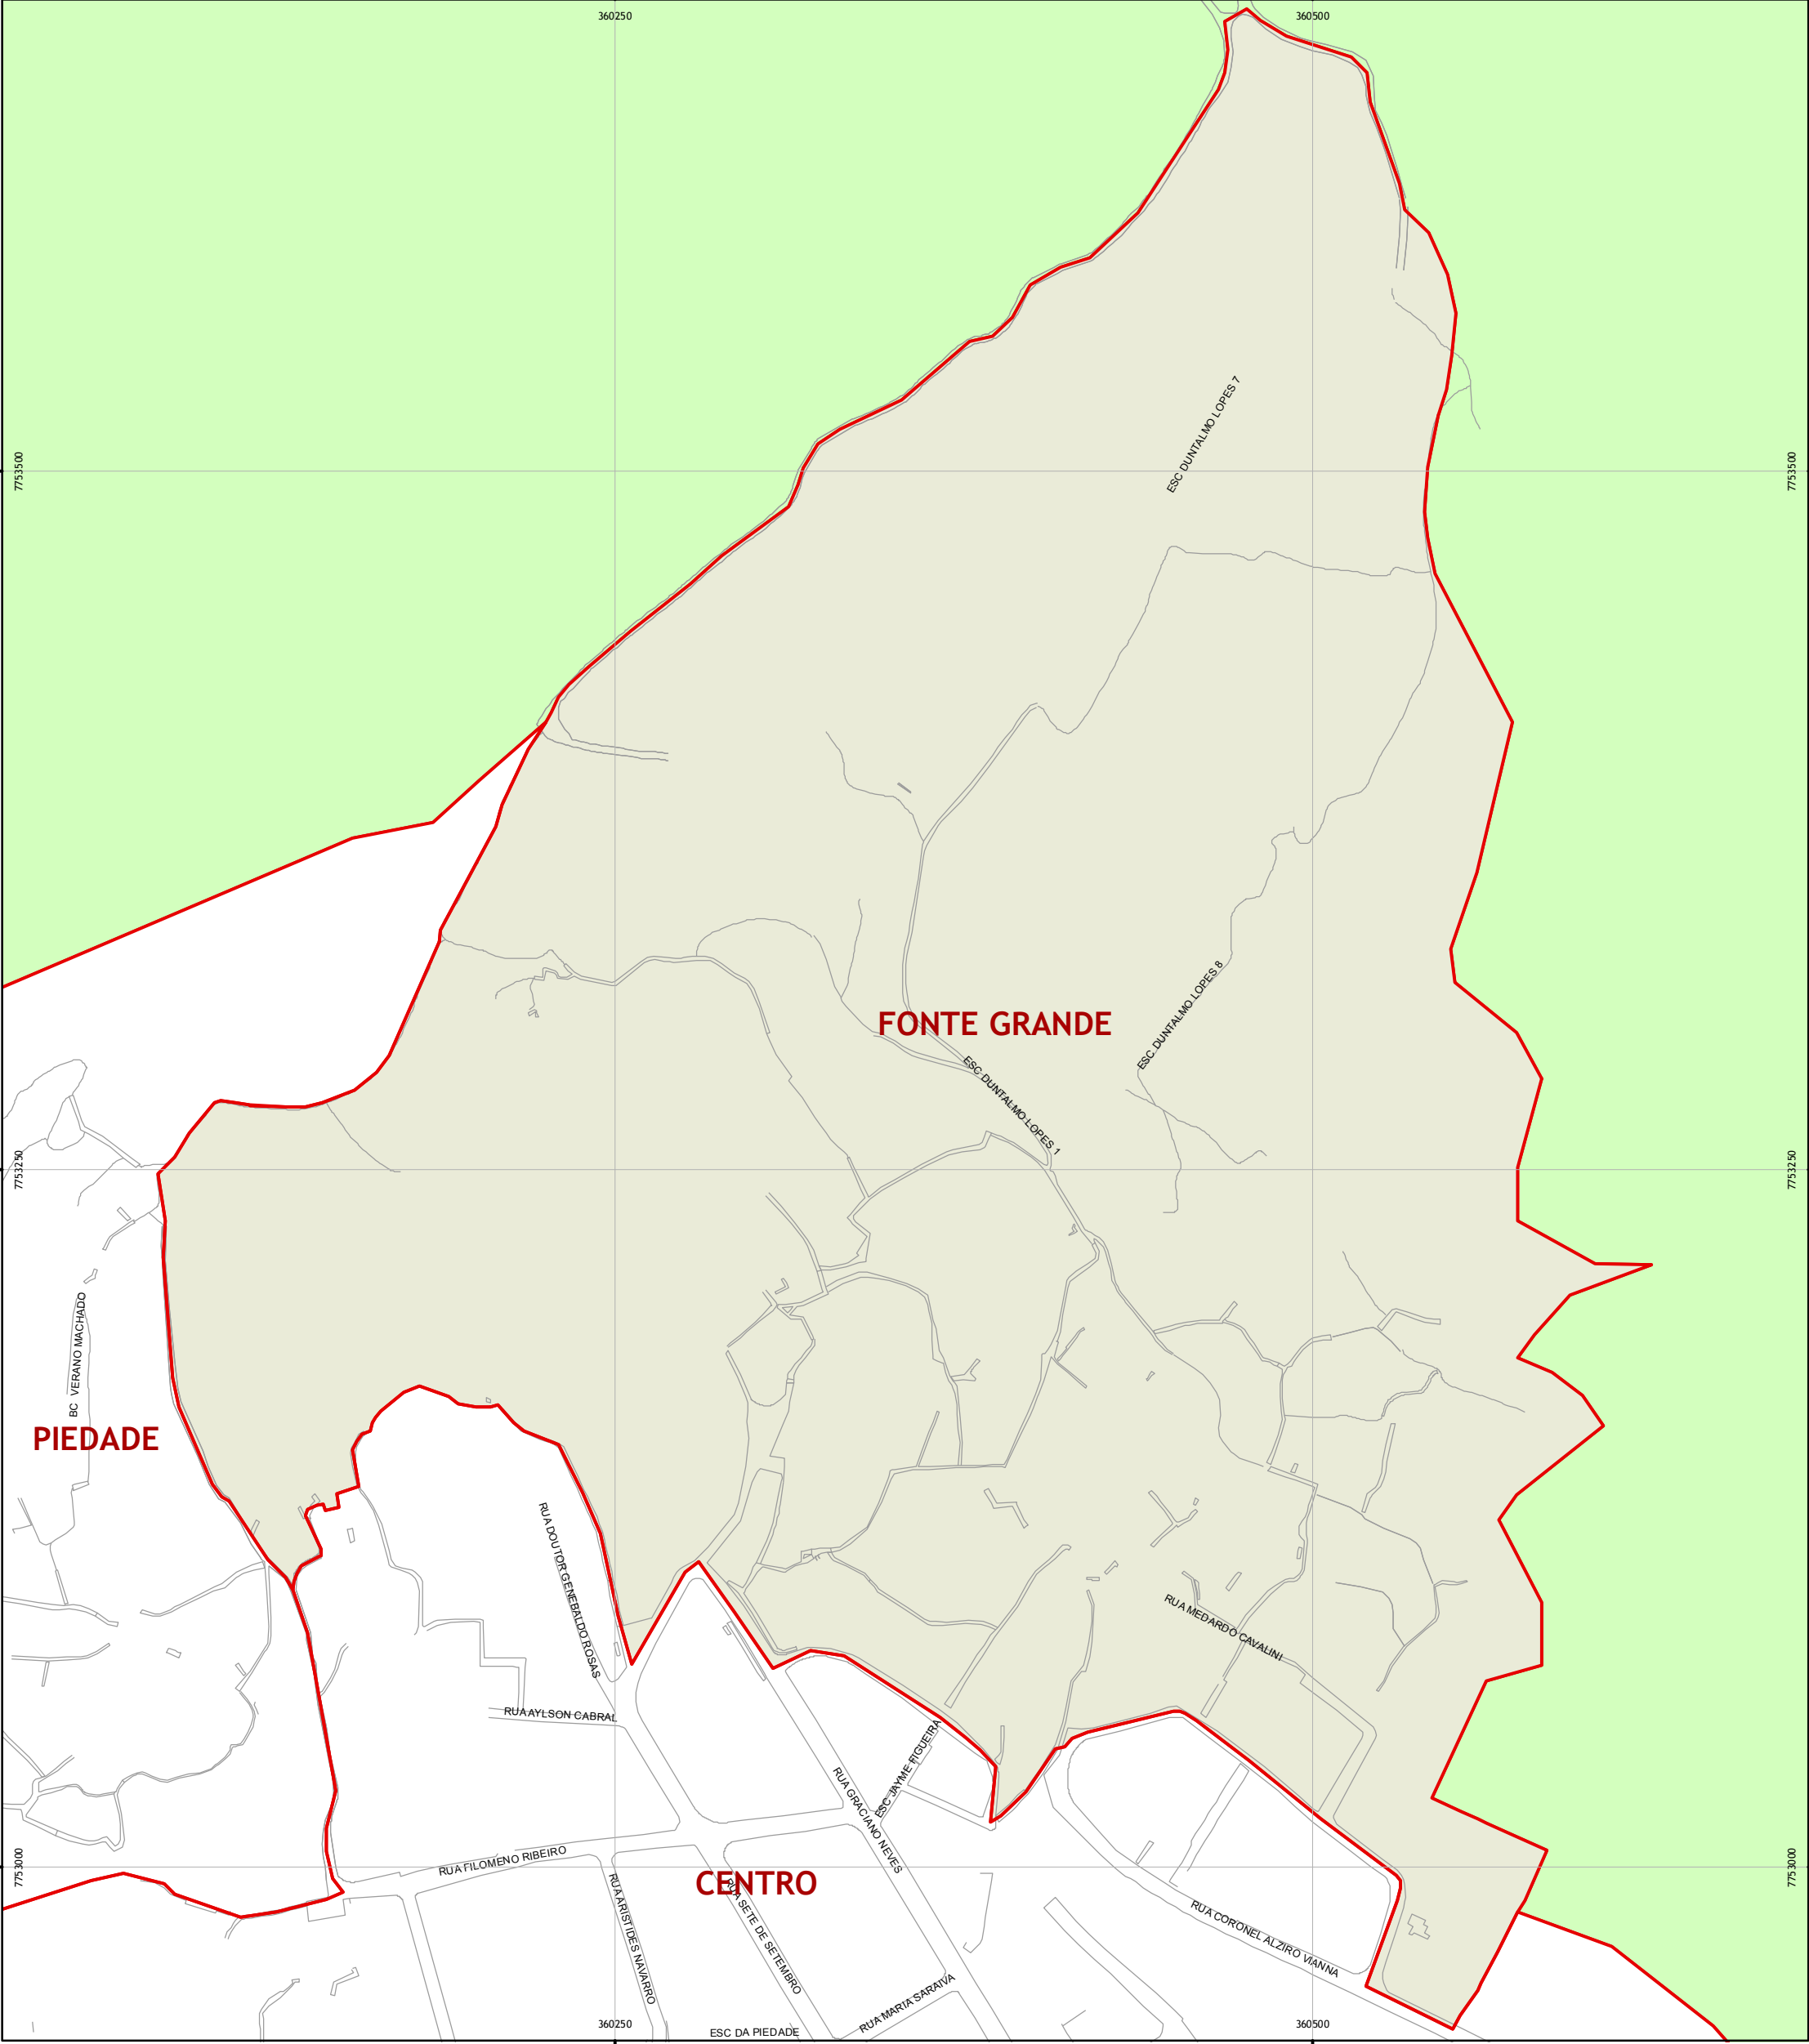 360250
360500
ESC DUNTALMO LOPES 7
7753500
7753500
FONTE GRANDE
ESC DUNTALMO LOPES 8
ESC DUNTALMO LOPES 1
7753250
7753250
BC  VERANO MACHADO
PIEDADE
RUA DOUTOR GENEBALDO ROSAS
RUA MEDARDO CAVALINI
RUA AYLSON CABRAL
ESC JAYME FIGUEIRA
RUA GRACIANO NEVES
RUA FILOMENO RIBEIRO
7753000
7753000
CENTRO
RUA ARISTIDES NAVARRO
RUA SETE DE SETEMBRO
RUA CORONEL ALZIRO VIANNA
RUA MARIA SARAIVA
ESC DA PIEDADE
360250
360500